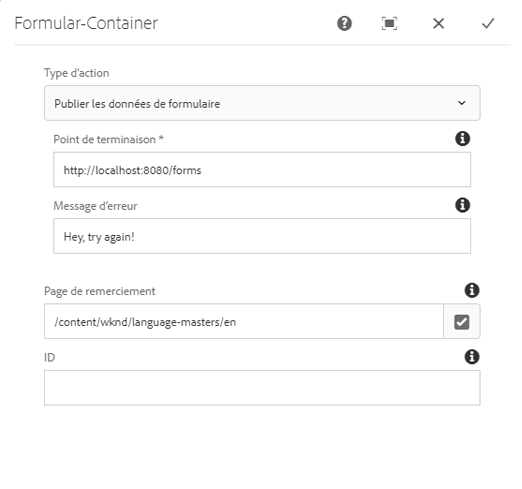 Formular-Container
Type d'action
Publier les données de formulaire
Point de terminaison *
http://localhost:8080/forms
Message d'erreur
Hey, try again!
Page de remerciement
/content/wknd/language-masters/en
ID